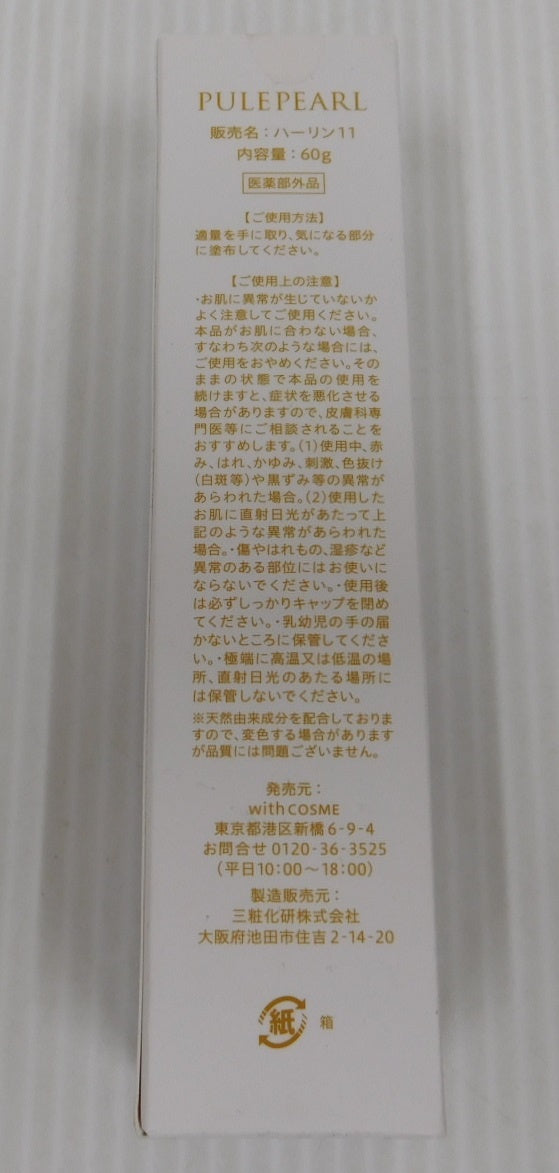 PULEPEARL
販売名：ハーリン11
内容量：60g
医薬部外品
【ご使用方法】
適量を手に取り、気になる部分
に塗布してください。
【ご使用上の注意】
・お肌に異常が生じていないか
よく注意してご使用ください。
本品がお肌に合わない場合、
すなわち次のような場合には、
ご使用をおやめください。その
ままの状態で本品の使用を
続けますと、症状を悪化させる
場合がありますので、皮膚科専
門医等にご相談されることを
おすすめします。(1)使用中、赤
み、はれ、かゆみ、刺激、色抜け
(白斑等)や黒ずみ等の異常が
あらわれた場合。(2)使用した
お肌に直射日光があたって上
記のような異常があらわれた
場合。・傷やはれもの、湿疹など
異常のある部位にはお使いに
ならないでください。・使用後
は必ずしっかりキャップを閉め
てください。・乳幼児の手の届
かないところに保管してくださ
い。・極端に高温又は低温の場
所、直射日光のあたる場所に
は保管しないでください。
※天然由来成分を配合しておりま
すので、変色する場合があります
が品質には問題ございません。
発売元：
with COSME
東京都港区新橋6-9-4
お問合せ 0120-36-3525
(平日10:00～18:00)
製造販売元：
三粧化研株式会社
大阪府池田市住吉2-14-20
紙 箱